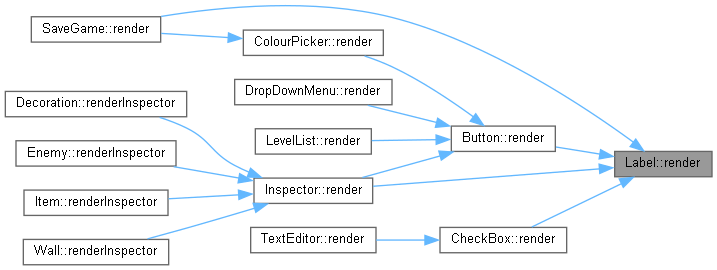 SaveGame::render
ColourPicker::render
DropDownMenu::render
Decoration::renderInspector
LevelList::render
Button::render
Enemy::renderInspector
Label::render
Inspector::render
Item::renderInspector
TextEditor::render
CheckBox::render
Wall::renderInspector